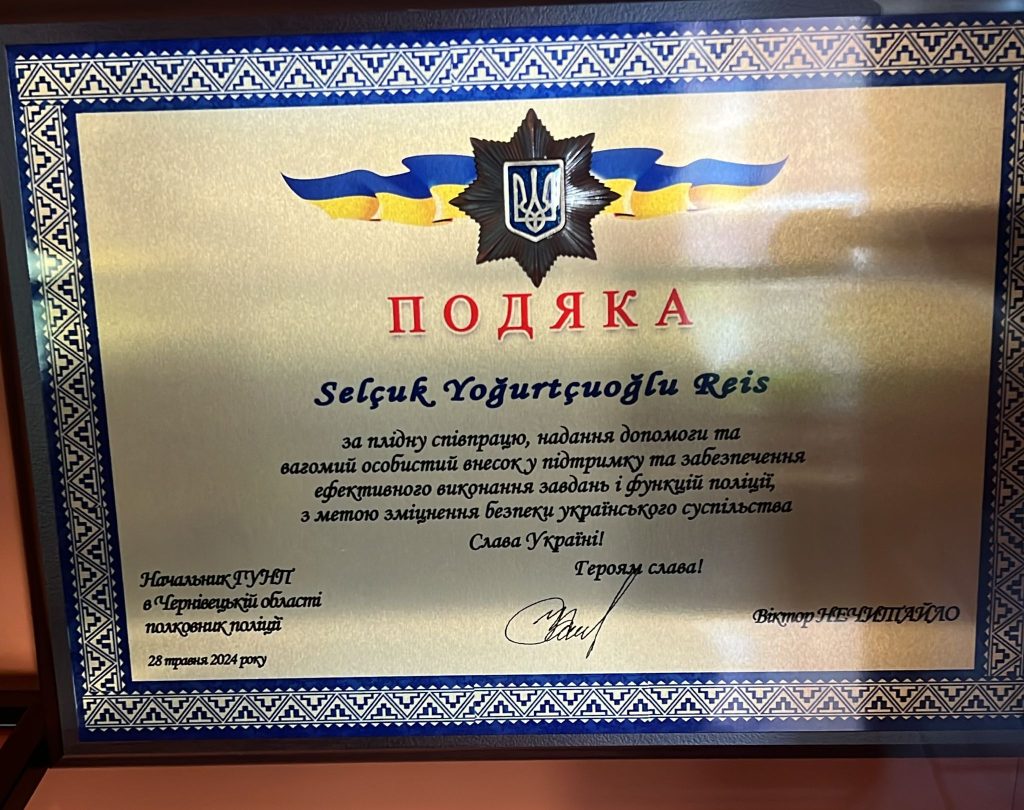 ПОДЯКА
Selçuk Yoğurtçuoğlu Reis
за плідну співпрацю, надання допомоги та
вагомий особистий внесок у підтримку та забезпечення
ефективного виконання завдань і функцій поліції,
з метою зміцнення безпеки українського суспільства
Слава Україні!
Героям слава!
Начальник ГУНП
в Чернівецькій області
полковник поліції
Віктор НЕЧИТАЙЛО
28 травня 2024 року